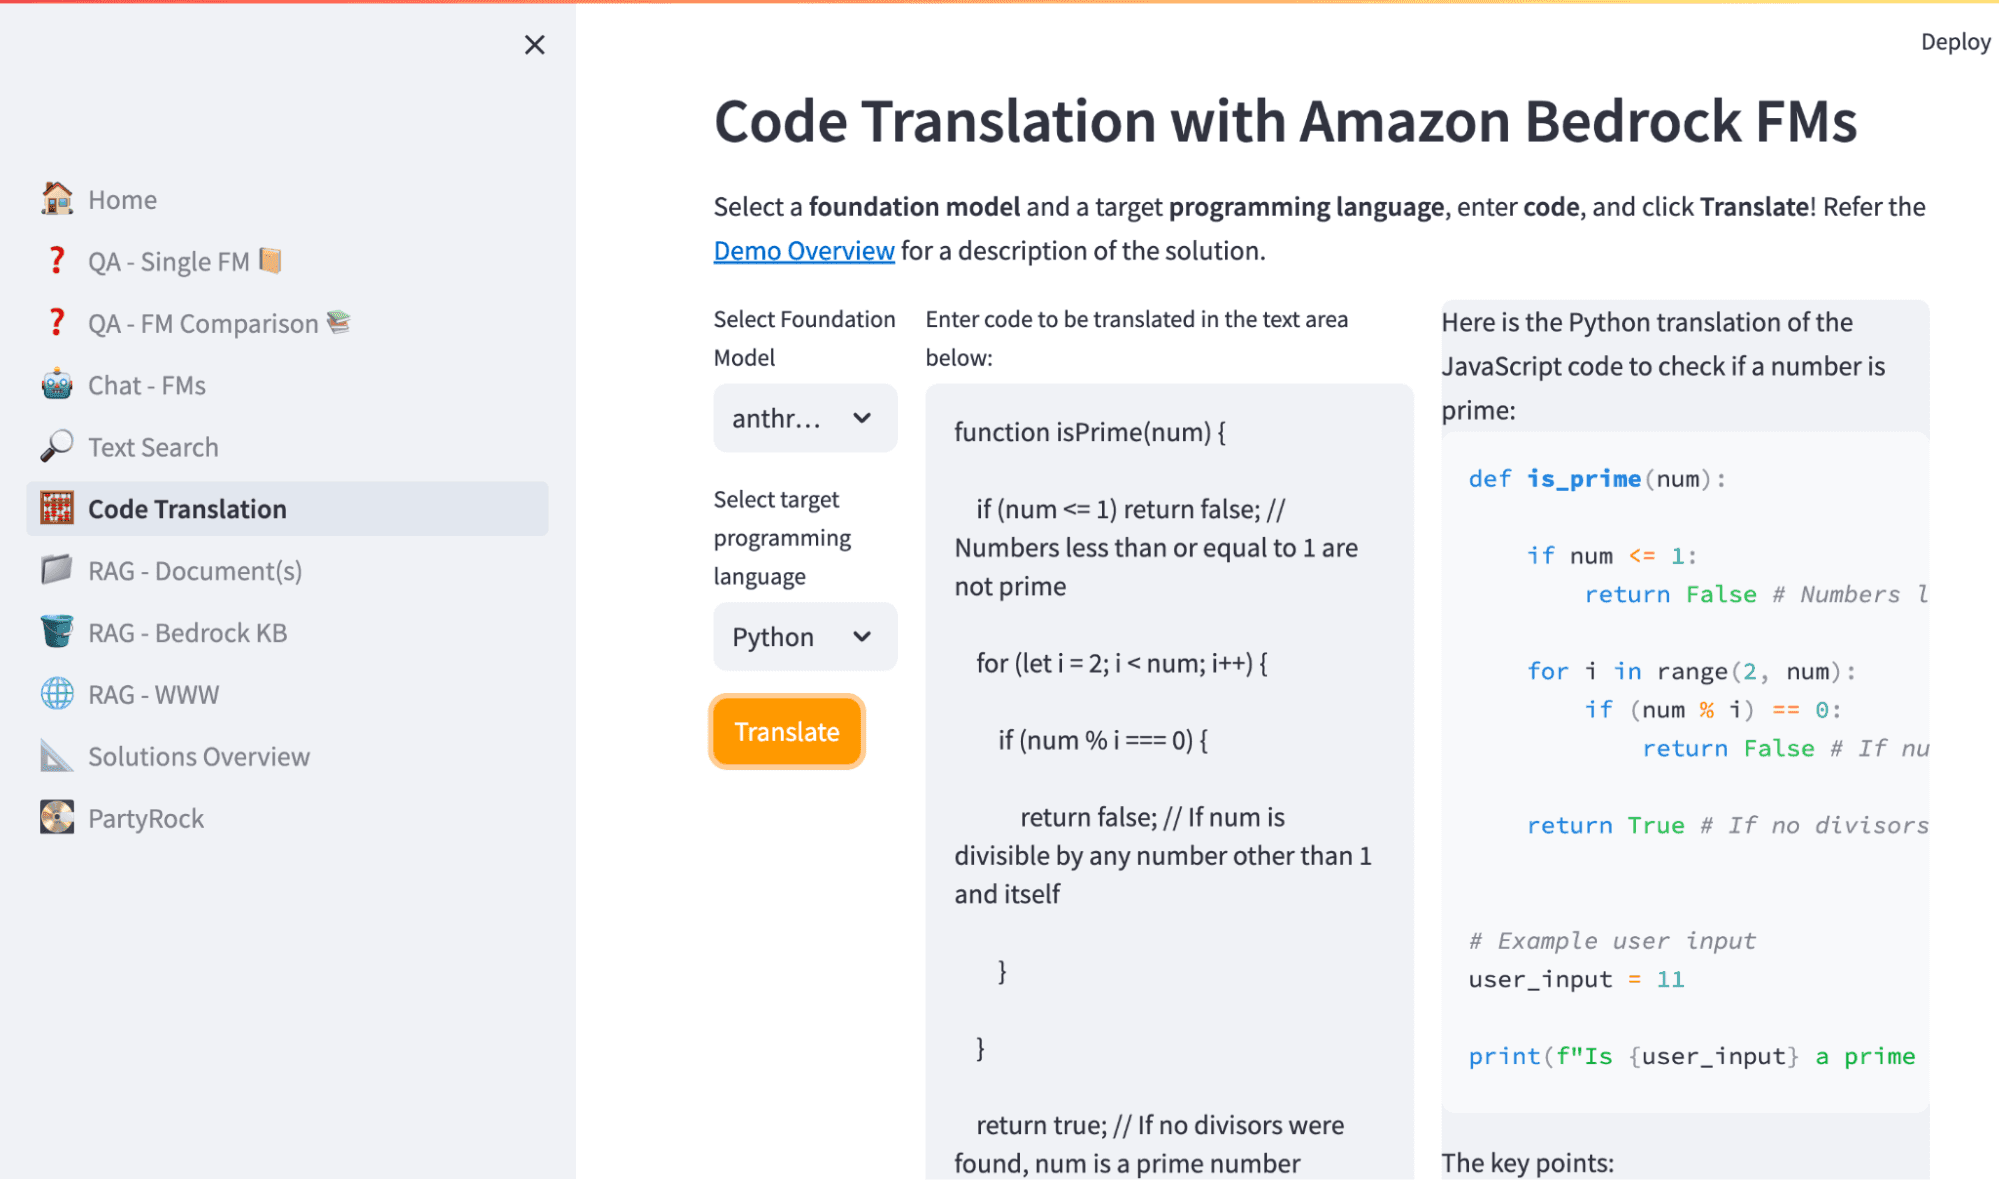 Deploy
Home
QA - Single FM
QA - FM Comparison
Chat - FMs
Text Search
Code Translation
RAG - Document(s)
RAG - Bedrock KB
RAG - WWW
Solutions Overview
PartyRock
Code Translation with Amazon Bedrock FMs
Select a foundation model and a target programming language, enter code, and click Translate! Refer the
Demo Overview for a description of the solution.
Select Foundation
Model
anthr...
Select target
programming
language
Python
Translate
Enter code to be translated in the text area
below:
function isPrime(num) {
if (num <= 1) return false; //
Numbers less than or equal to 1 are
not prime
for (let i = 2; i < num; i++) {
if (num % i === 0) {
return false; // If num is
divisible by any number other than 1
and itself
}
}
return true; // If no divisors were
found, num is a prime number
Here is the Python translation of the
JavaScript code to check if a number is
prime:
def is_prime(num):
if num <= 1:
return False # Numbers l
for i in range(2, num):
if (num % i) == 0:
return False # If nu
return True # If no divisors
# Example user input
user_input = 11
print(f"Is {user_input} a prime
The key points: